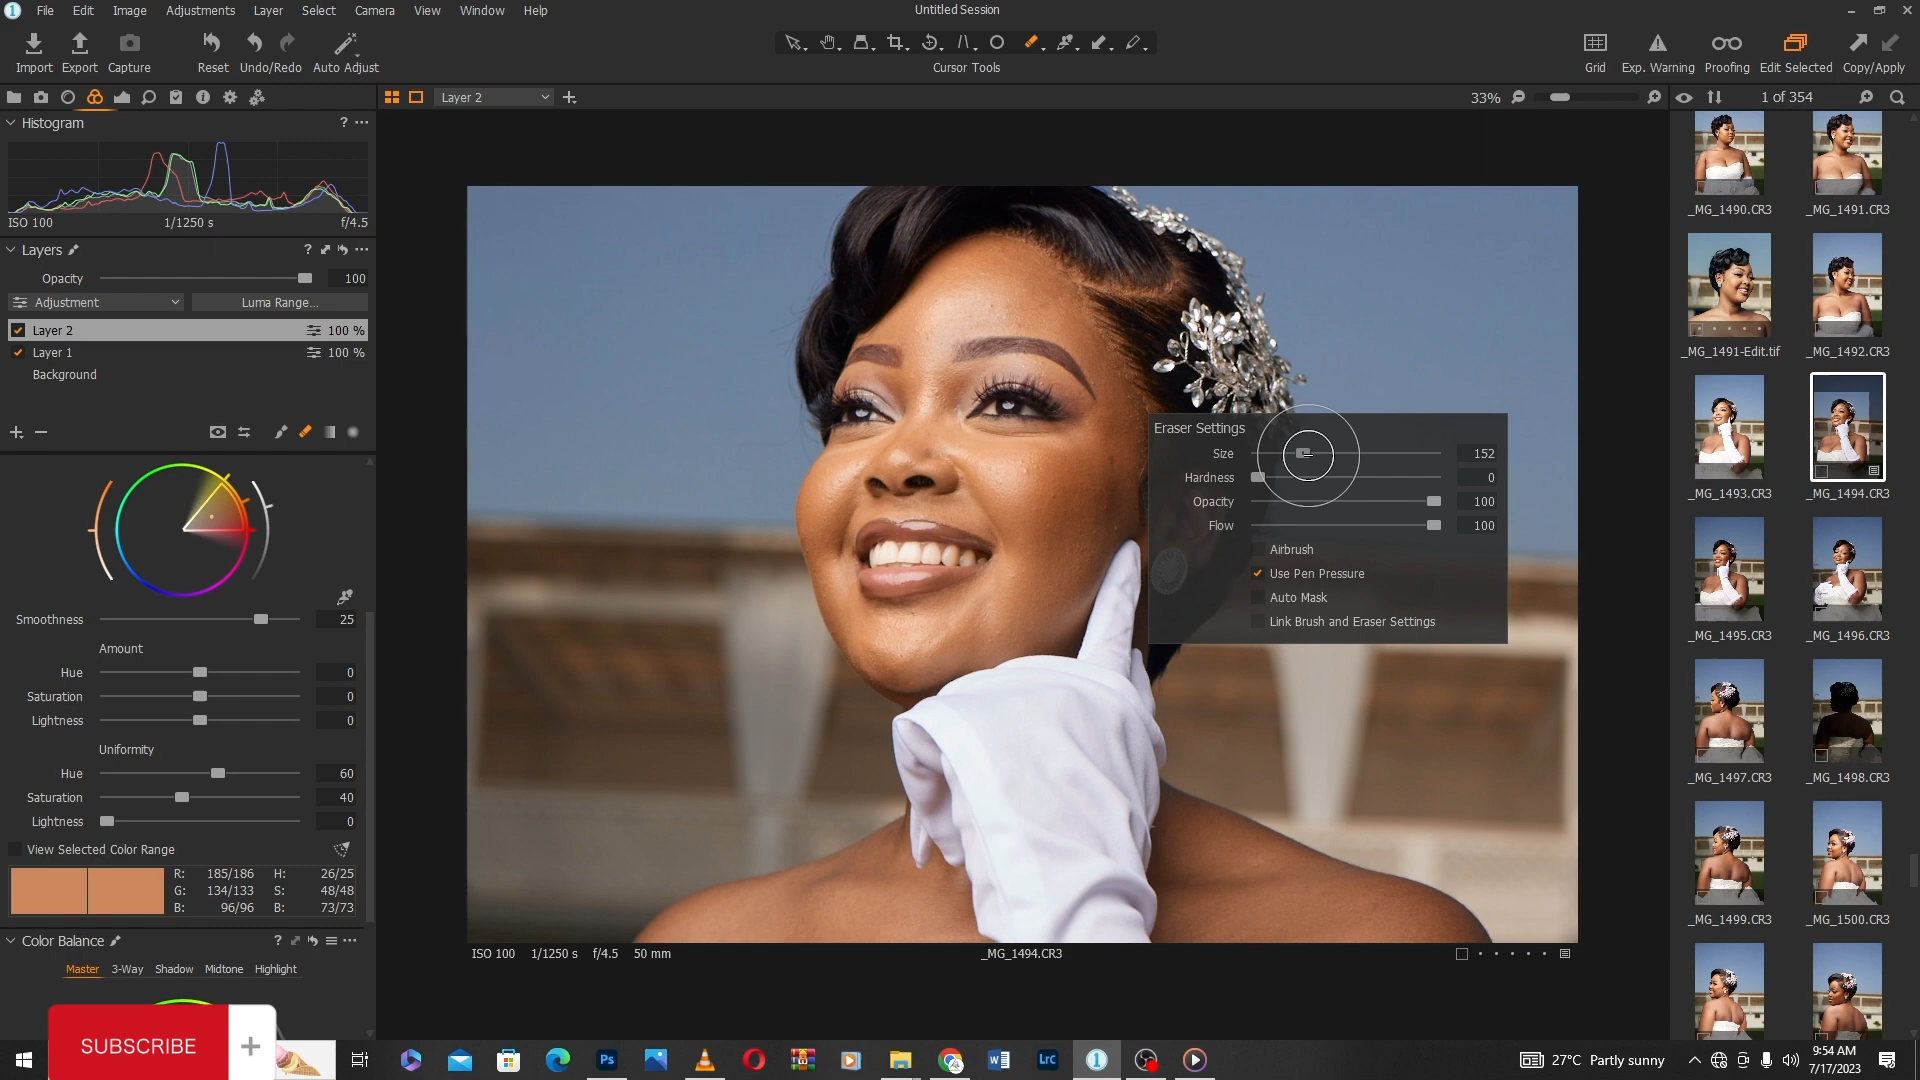 File Edit Image Adjustments Layer Select Camera View Window Help
Untitled Session
Import Export Capture Reset Undo/Redo Auto Adjust
Cursor Tools
Grid Exp. Warning Proofing Edit Selected Copy/Apply
Layer 2
33%
1 of 354
Histogram
ISO 100 1/1250 s f/4.5
Layers
Opacity 100
Adjustment
Luma Range...
Layer 2 100 %
Layer 1 100 %
Background
Smoothness 25
Amount
Hue 0
Saturation 0
Lightness 0
Uniformity
Hue 60
Saturation 40
Lightness 0
View Selected Color Range
R: 185/186 H: 26/25
G: 134/133 S: 48/48
B: 96/96 B: 73/73
Color Balance
Master 3-Way Shadow Midtone Highlight
SUBSCRIBE
Eraser Settings
Size 152
Hardness 0
Opacity 100
Flow 100
Airbrush
Use Pen Pressure
Auto Mask
Link Brush and Eraser Settings
ISO 100 1/1250 s f/4.5 50 mm
_MG_1494.CR3
_MG_1490.CR3 _MG_1491.CR3
_MG_1491-Edit.tif _MG_1492.CR3
_MG_1493.CR3 _MG_1494.CR3
_MG_1495.CR3 _MG_1496.CR3
_MG_1497.CR3 _MG_1498.CR3
_MG_1499.CR3 _MG_1500.CR3
Ps
Lrc
27°C Partly sunny
9:54 AM
7/17/2023